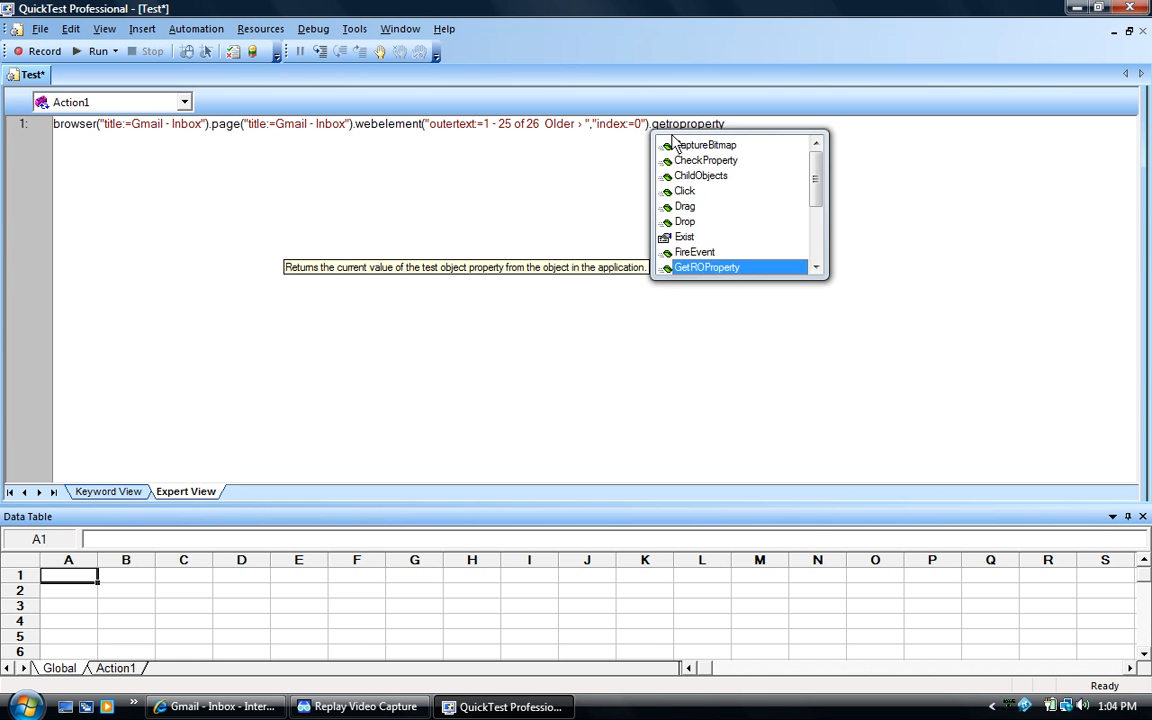 QuickTest Professional - [Test*]
File Edit View Insert Automation Resources Debug Tools Window Help
Record Run Stop
Test*
Action1
1: browser("title:=Gmail - Inbox").page("title:=Gmail - Inbox").webelement("outertext:=1 - 25 of 26  Older › ","index:=0").getroproperty
CaptureBitmap
CheckProperty
ChildObjects
Click
Drag
Drop
Exist
FireEvent
Returns the current value of the test object property from the object in the application. GetROProperty
Keyword View Expert View
Data Table
A1
A B C D E F G H I J K L M N O P Q R S
1
2
3
4
5
6
Global Action1
Ready
Gmail - Inbox - Inter... Replay Video Capture QuickTest Professio... 1:04 PM